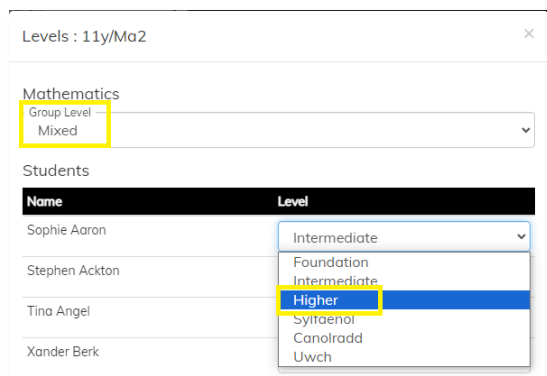 Levels : 11y/Ma2 ×
Mathematics
Group Level
Mixed
Students
Name Level
Sophie Aaron Intermediate
Foundation
Stephen Ackton
Intermediate
Higher
Tina Angel
Sylfaenol
Canolradd
Xander Berk
Uwch